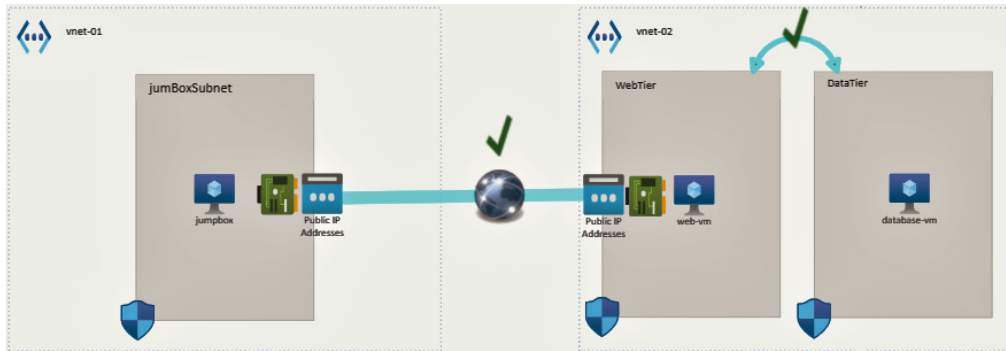 vnet-01
jumBoxSubnet
jumpbox
Public IP
Addresses
vnet-02
WebTier
Public IP
Addresses
web-vm
DataTier
database-vm